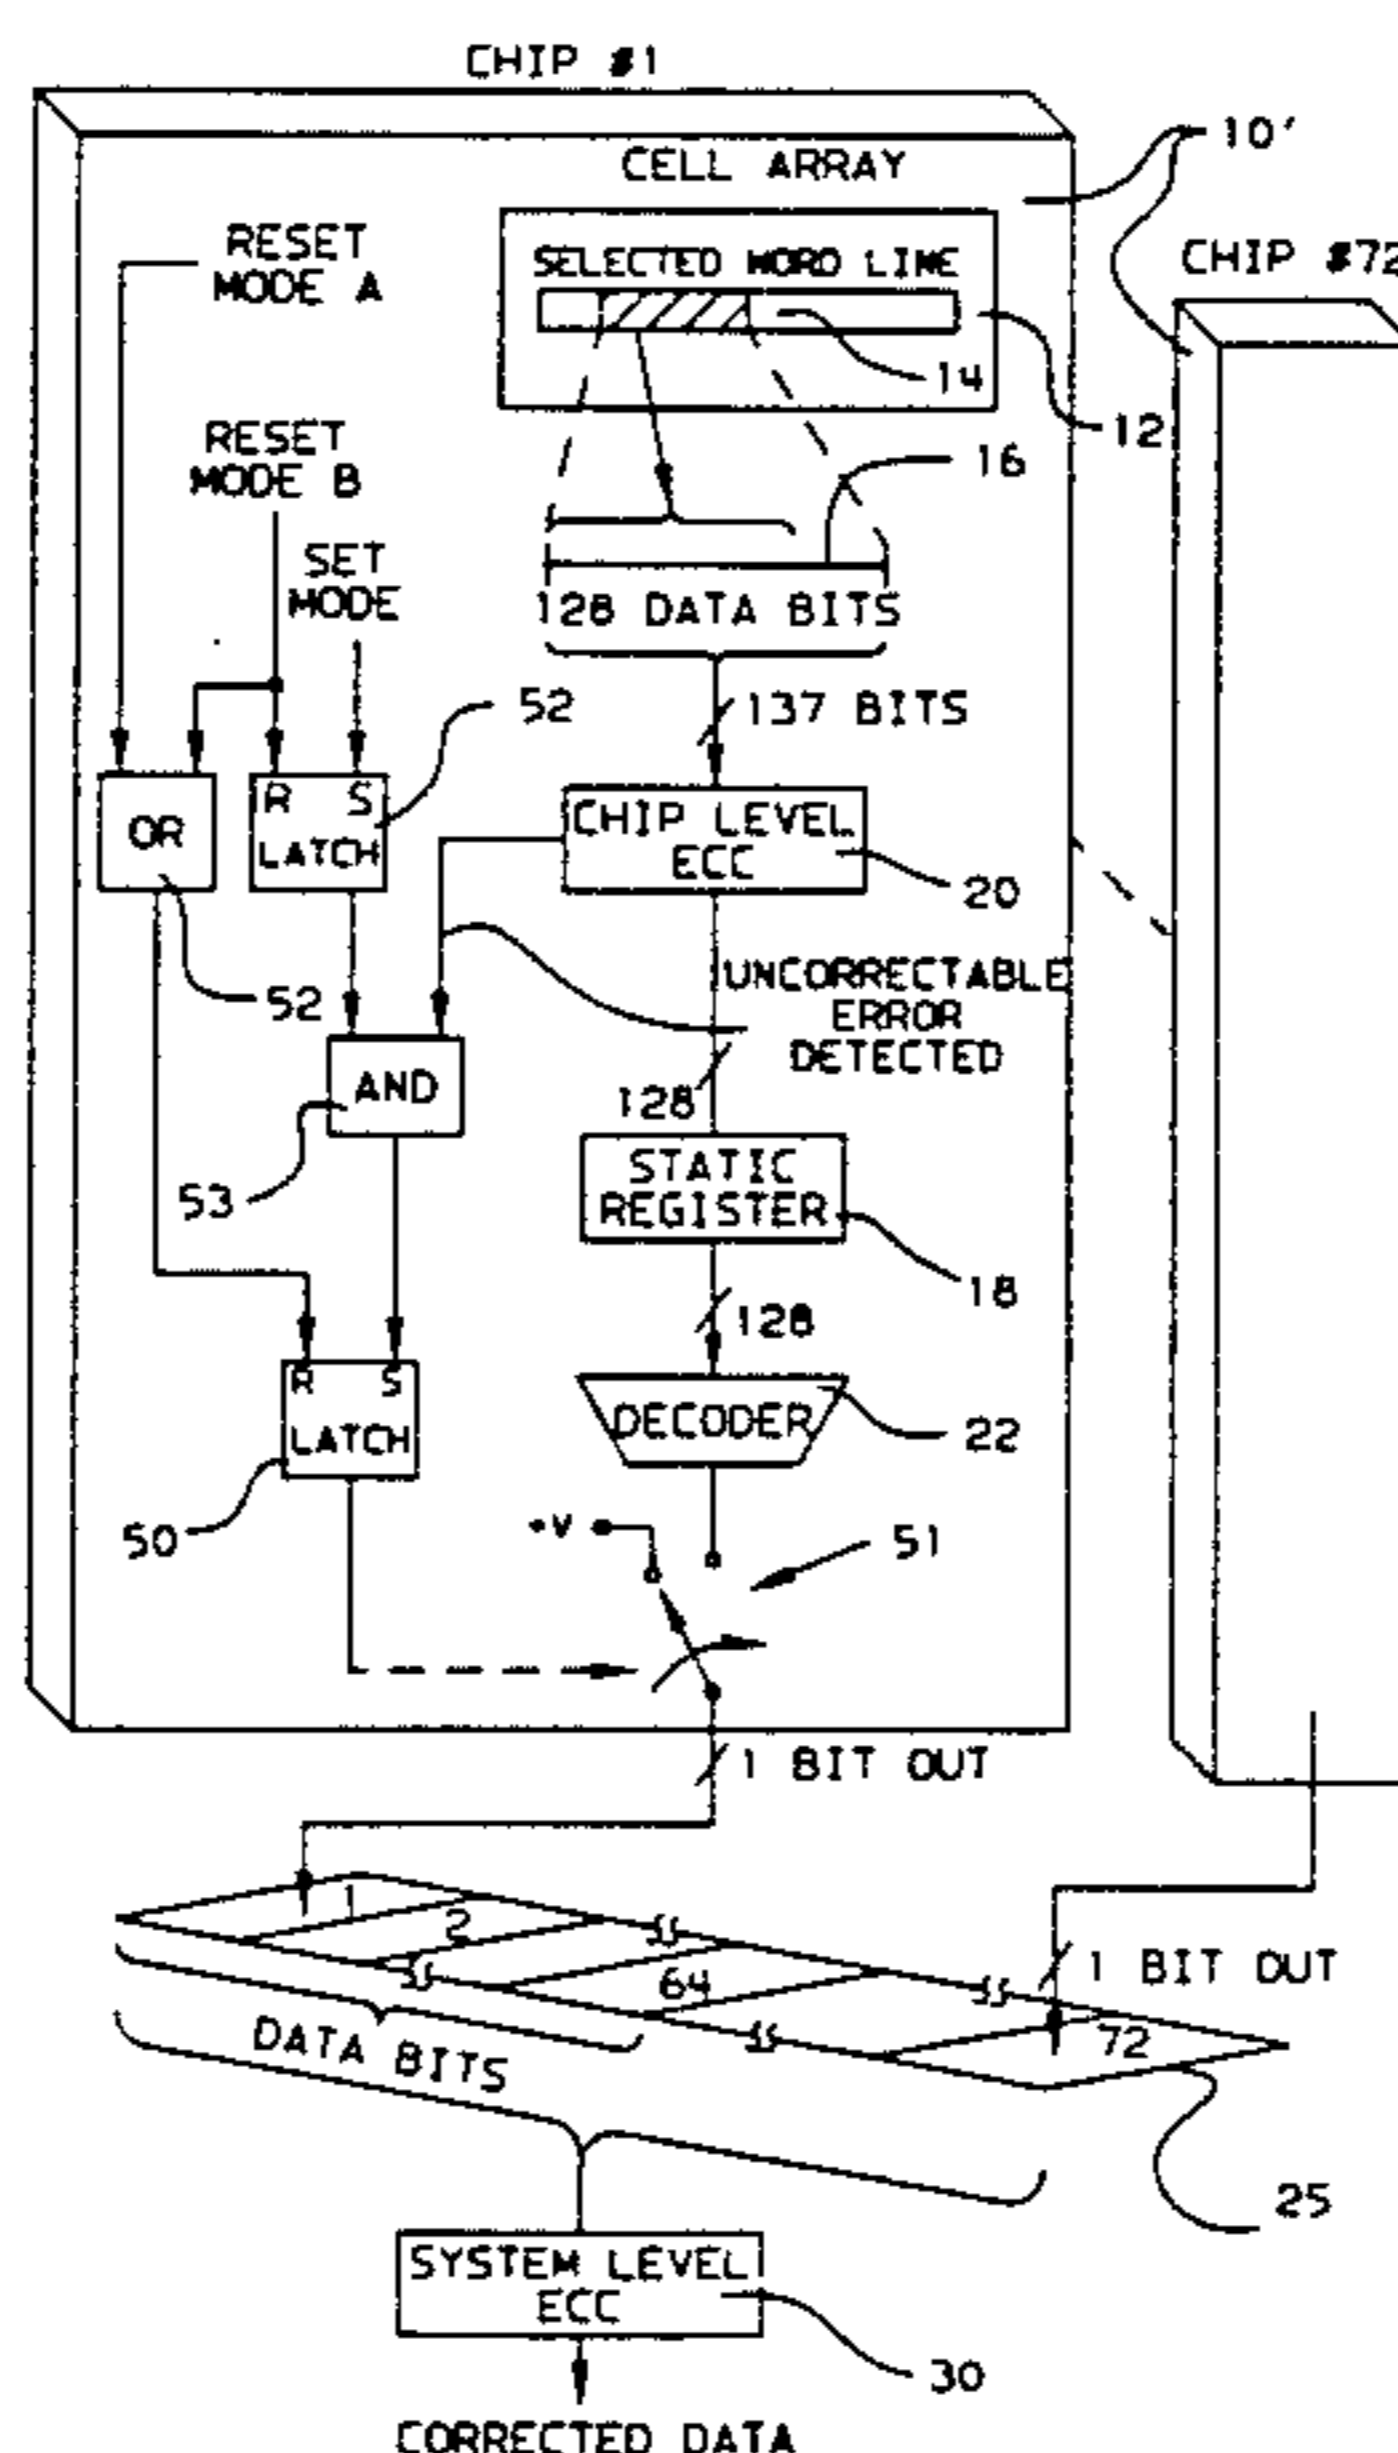 CHIP #1
10'
CELL ARRAY
RESET
MODE A
SELECTED WORD LINE
CHIP #72
14
12
RESET
MODE B
16
SET
MODE
128 DATA BITS
52
137 BITS
OR
R S
LATCH
CHIP LEVEL
ECC
20
52
UNCORRECTABLE
ERROR
DETECTED
AND
128
53
STATIC
REGISTER
18
128
R S
LATCH
DECODER
22
50
+V
51
1 BIT OUT
1
2
64
1 BIT OUT
72
DATA BITS
25
SYSTEM LEVEL
ECC
30
CORRECTED DATA